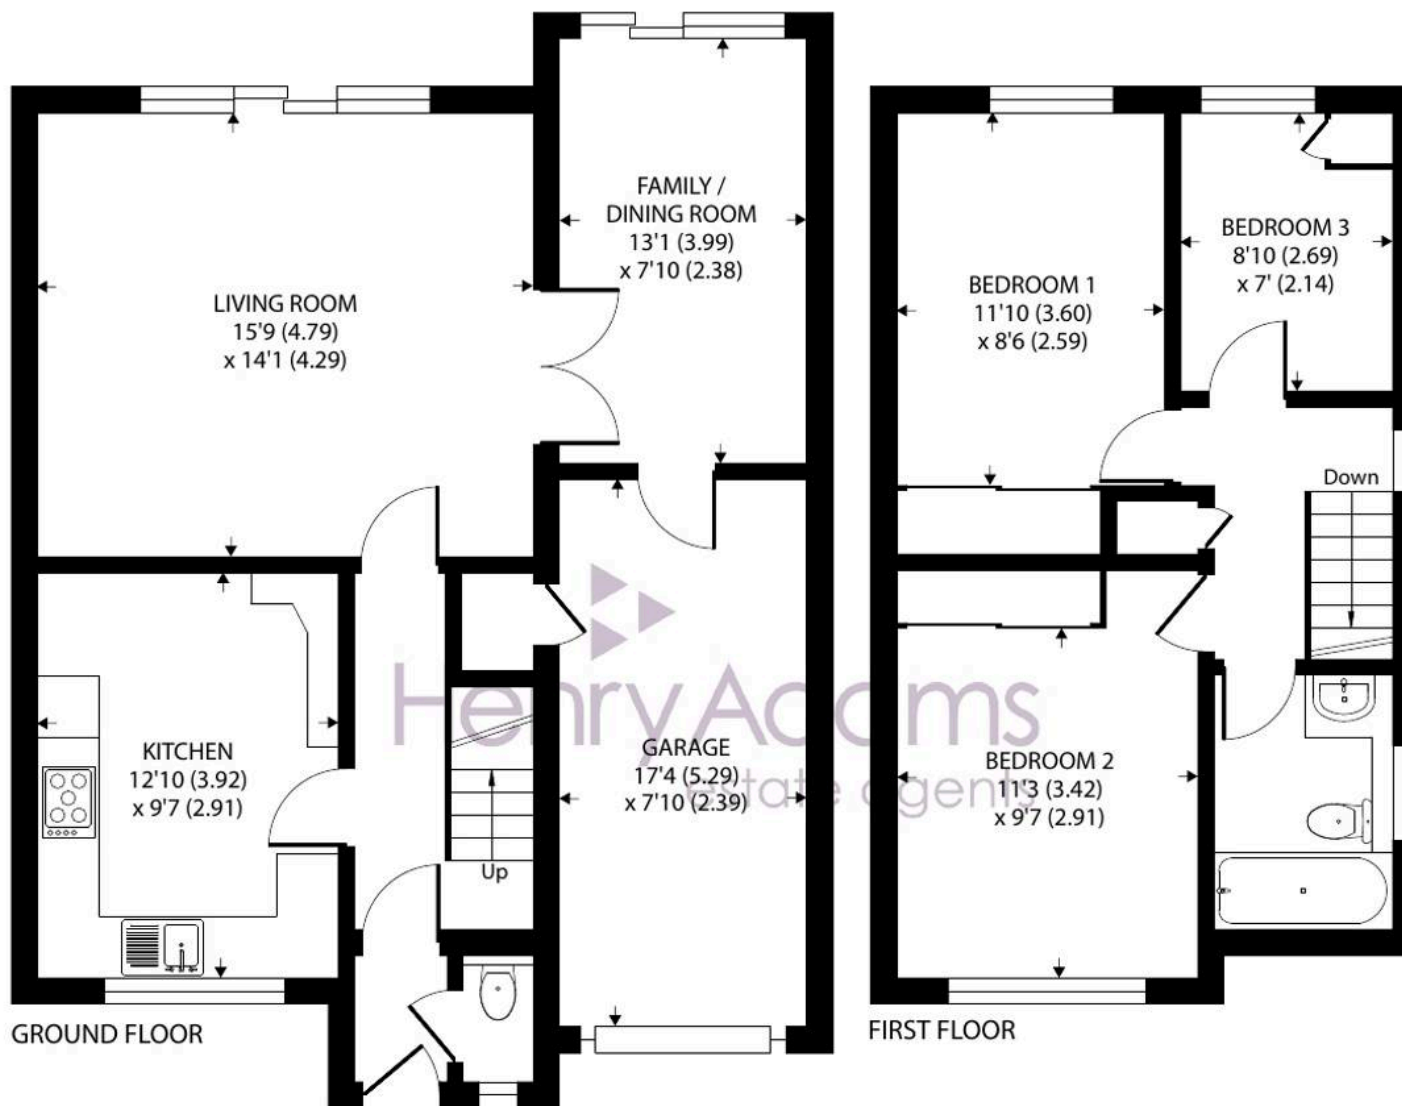 FAMILY /
DINING ROOM
13'1 (3.99)
x 7'10 (2.38)
LIVING ROOM
15'9 (4.79)
x 14'1 (4.29)
KITCHEN
12'10 (3.92)
x 9'7 (2.91)
Up
GARAGE
17'4 (5.29)
x 7'10 (2.39)
GROUND FLOOR
BEDROOM 3
8'10 (2.69)
x 7' (2.14)
BEDROOM 1
11'10 (3.60)
x 8'6 (2.59)
Down
BEDROOM 2
11'3 (3.42)
x 9'7 (2.91)
FIRST FLOOR
HenryAdams
estate agents